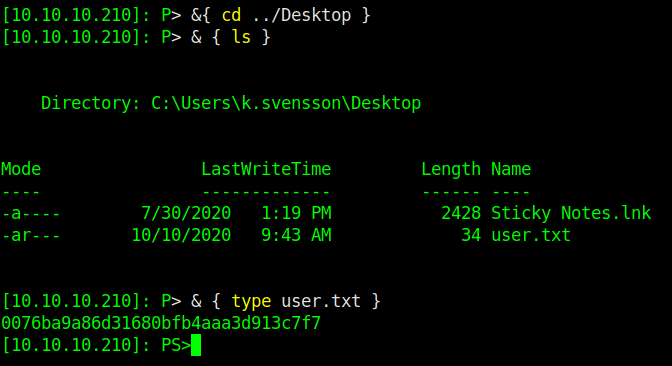 [10.10.10.210]: P> &{ cd ../Desktop }
[10.10.10.210]: P> & { ls }
Directory: C:\Users\k.svensson\Desktop
Mode LastWriteTime Length Name
---- ------------- ------ ----
-a---- 7/30/2020 1:19 PM 2428 Sticky Notes.lnk
-ar--- 10/10/2020 9:43 AM 34 user.txt
[10.10.10.210]: P> & { type user.txt }
0076ba9a86d31680bfb4aaa3d913c7f7
[10.10.10.210]: PS>